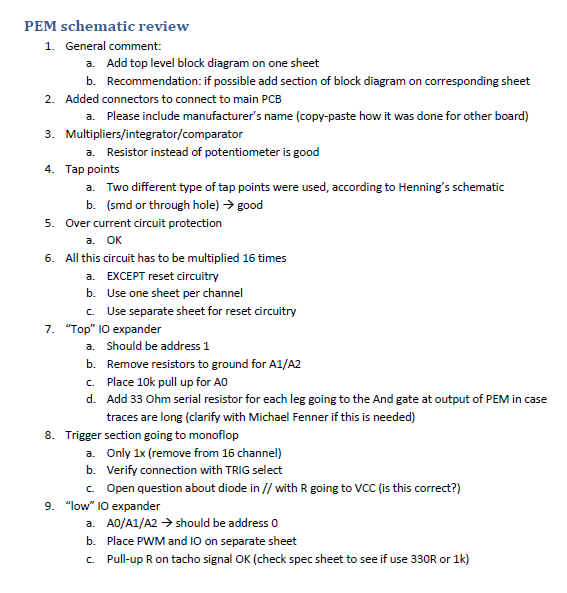 PEM schematic review
1. General comment:
a. Add top level block diagram on one sheet
b. Recommendation: if possible add section of block diagram on corresponding sheet
2. Added connectors to connect to main PCB
a. Please include manufacturer's name (copy-paste how it was done for other board)
3. Multipliers/integrator/comparator
a. Resistor instead of potentiometer is good
4. Tap points
a. Two different type of tap points were used, according to Henning's schematic
b. (smd or through hole) → good
5. Over current circuit protection
a. OK
6. All this circuit has to be multiplied 16 times
a. EXCEPT reset circuitry
b. Use one sheet per channel
c. Use separate sheet for reset circuitry
7. “Top” IO expander
a. Should be address 1
b. Remove resistors to ground for A1/A2
c. Place 10k pull up for A0
d. Add 33 Ohm serial resistor for each leg going to the And gate at output of PEM in case
traces are long (clarify with Michael Fenner if this is needed)
8. Trigger section going to monoflop
a. Only 1x (remove from 16 channel)
b. Verify connection with TRIG select
c. Open question about diode in // with R going to VCC (is this correct?)
9. “low” IO expander
a. A0/A1/A2 → should be address 0
b. Place PWM and IO on separate sheet
c. Pull-up R on tacho signal OK (check spec sheet to see if use 330R or 1k)